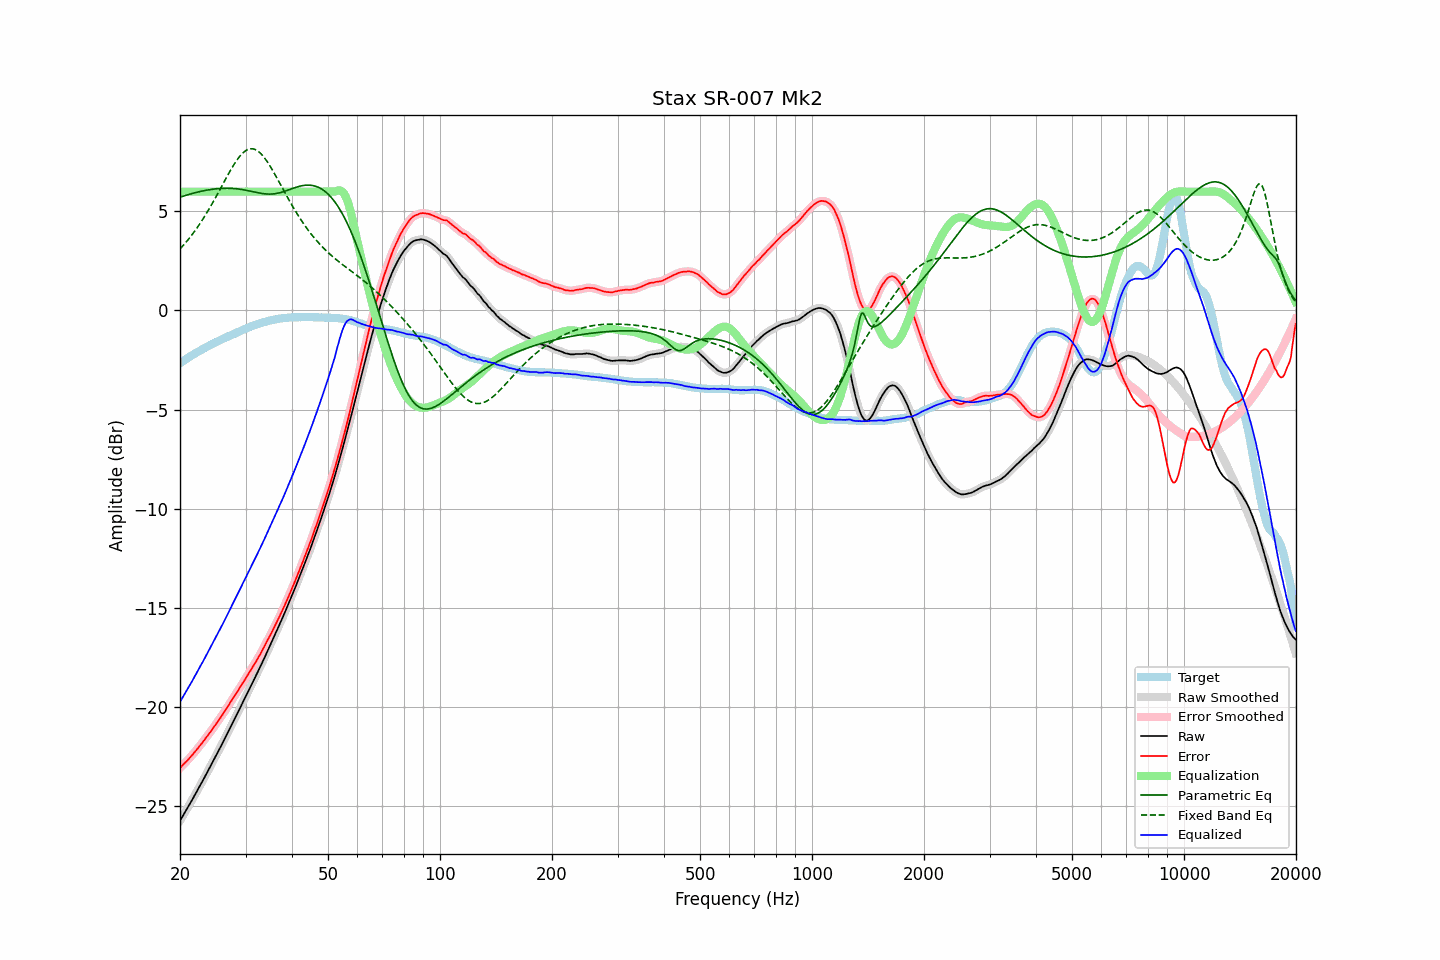 Stax SR-007 Mk2
Amplitude (dBr)
5
0
−5
−10
−15
−20
−25
20
50
100
200
500
1000
2000
5000
10000
20000
Frequency (Hz)
Target
Raw Smoothed
Error Smoothed
Raw
Error
Equalization
Parametric Eq
Fixed Band Eq
Equalized